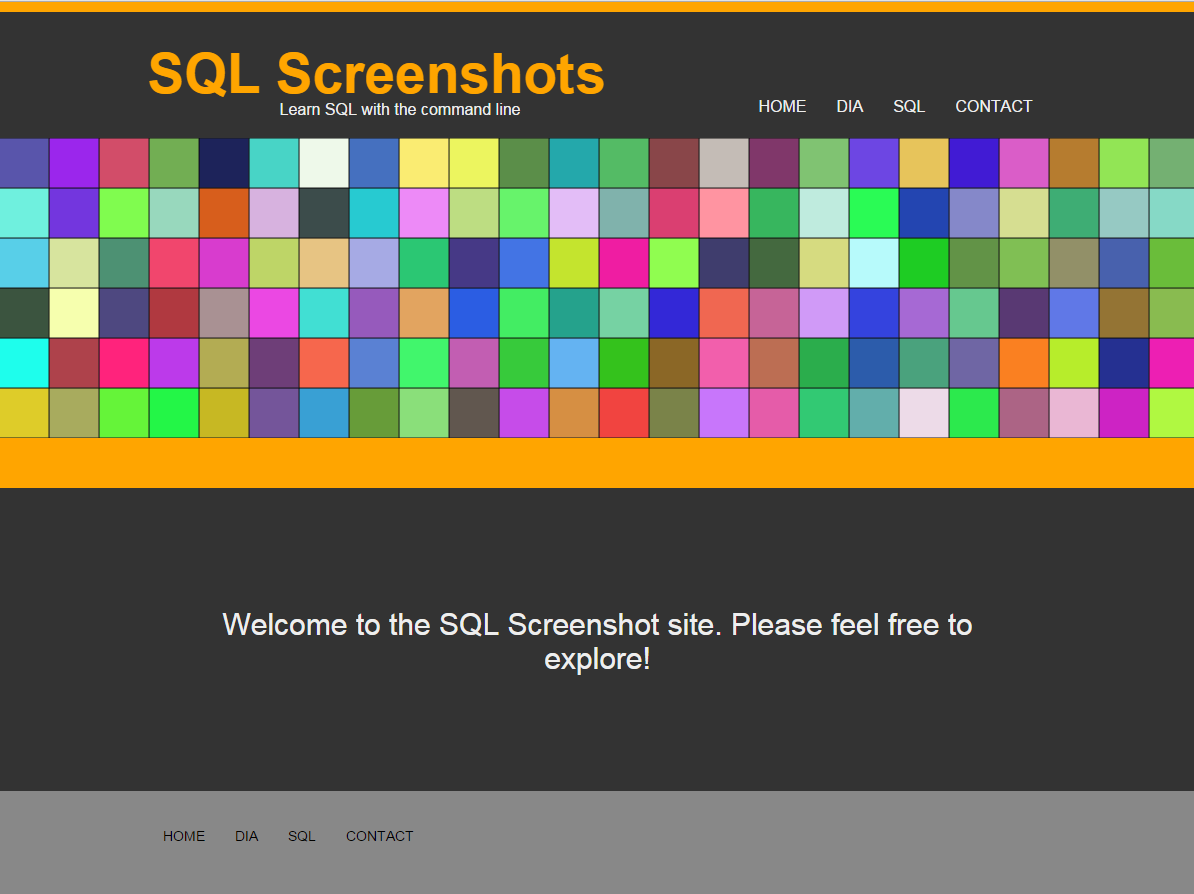 SQL Screenshots
Learn SQL with the command line
HOME DIA SQL CONTACT
Welcome to the SQL Screenshot site. Please feel free to
explore!
HOME DIA SQL CONTACT